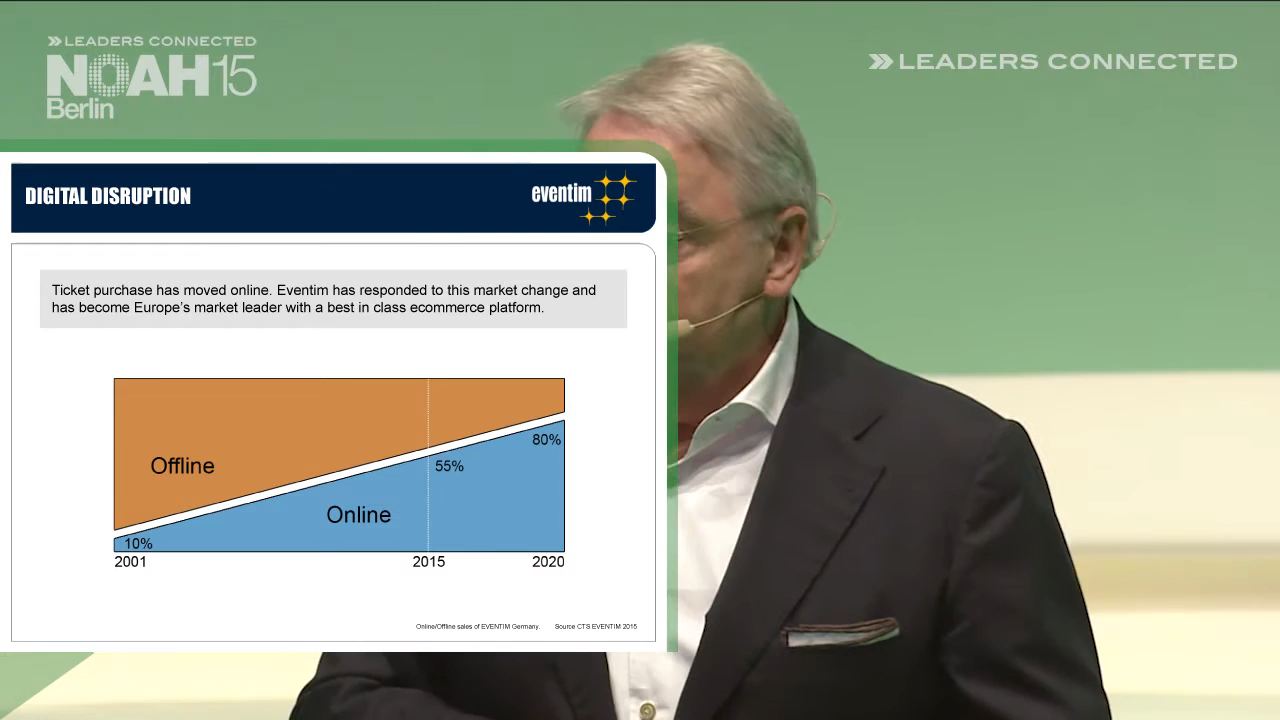 LEADERS CONNECTED
NOAH15
Berlin
LEADERS CONNECTED
DIGITAL DISRUPTION
eventim
Ticket purchase has moved online. Eventim has responded to this market change and
has become Europe's market leader with a best in class ecommerce platform.
Offline
80%
55%
Online
10%
2001
2015
2020
Online/Offline sales of EVENTIM Germany. Source CTS EVENTIM 2015